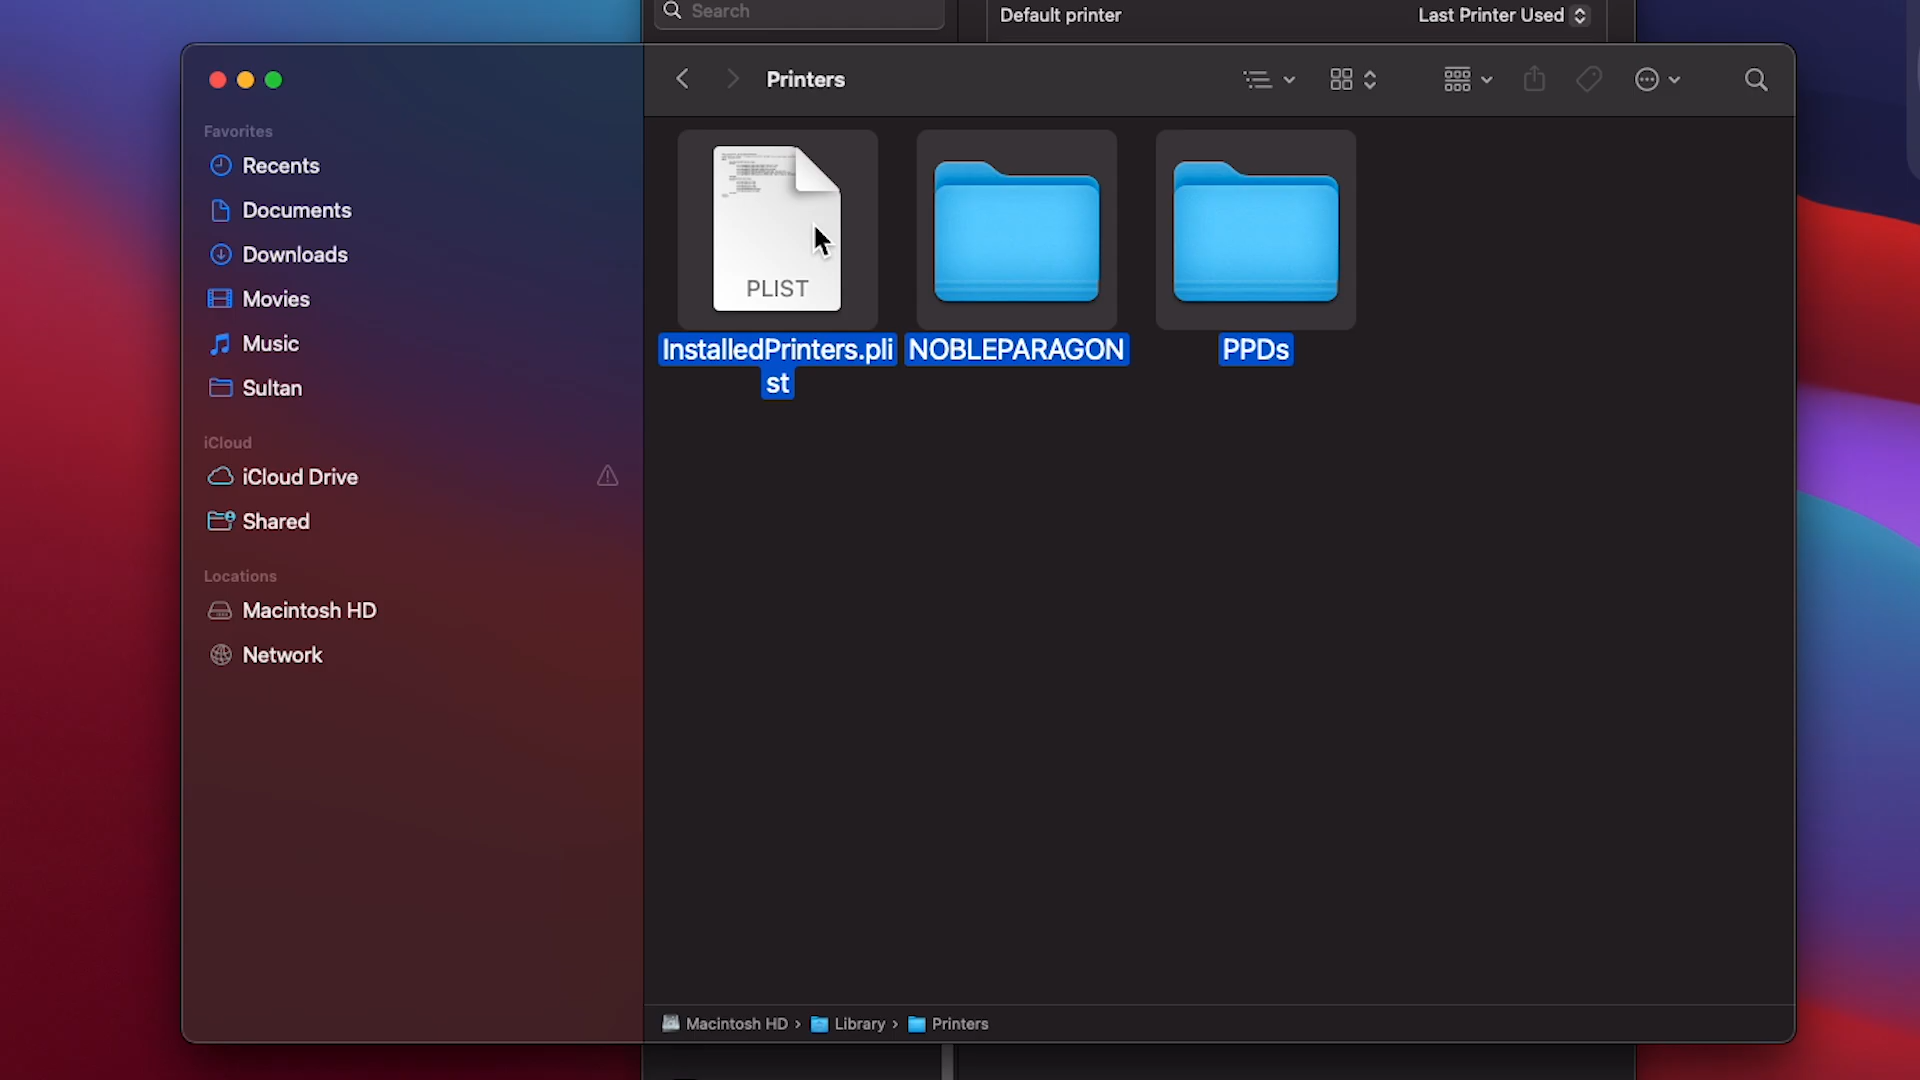 Search
Default printer
Last Printer Used
Printers
Favorites
Recents
Documents
Downloads
Movies
Music
Sultan
iCloud
iCloud Drive
Shared
Locations
Macintosh HD
Network
PLIST
InstalledPrinters.pli
st
NOBLEPARAGON
PPDs
Macintosh HD › Library › Printers